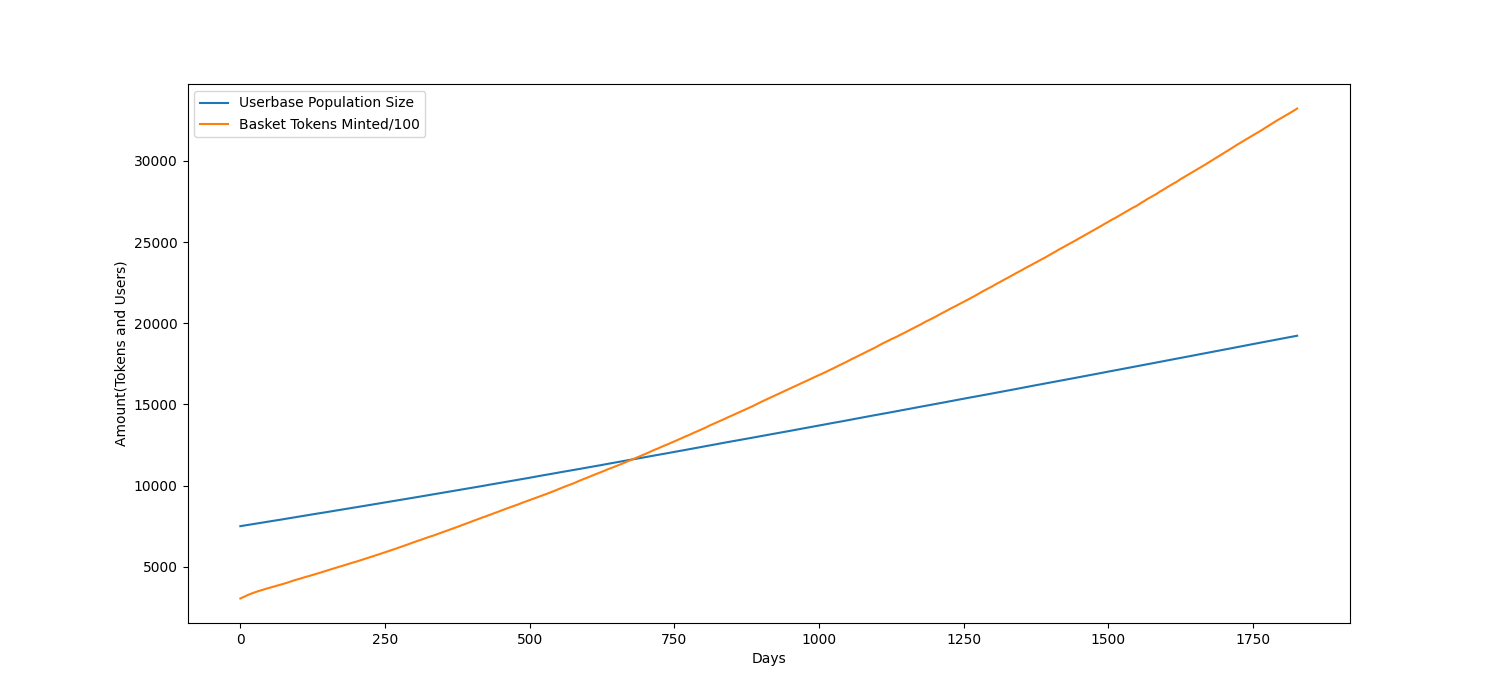 Userbase Population Size
Basket Tokens Minted/100
30000
25000
20000
15000
10000
5000
Amount(Tokens and Users)
0 250 500 750 1000 1250 1500 1750
Days